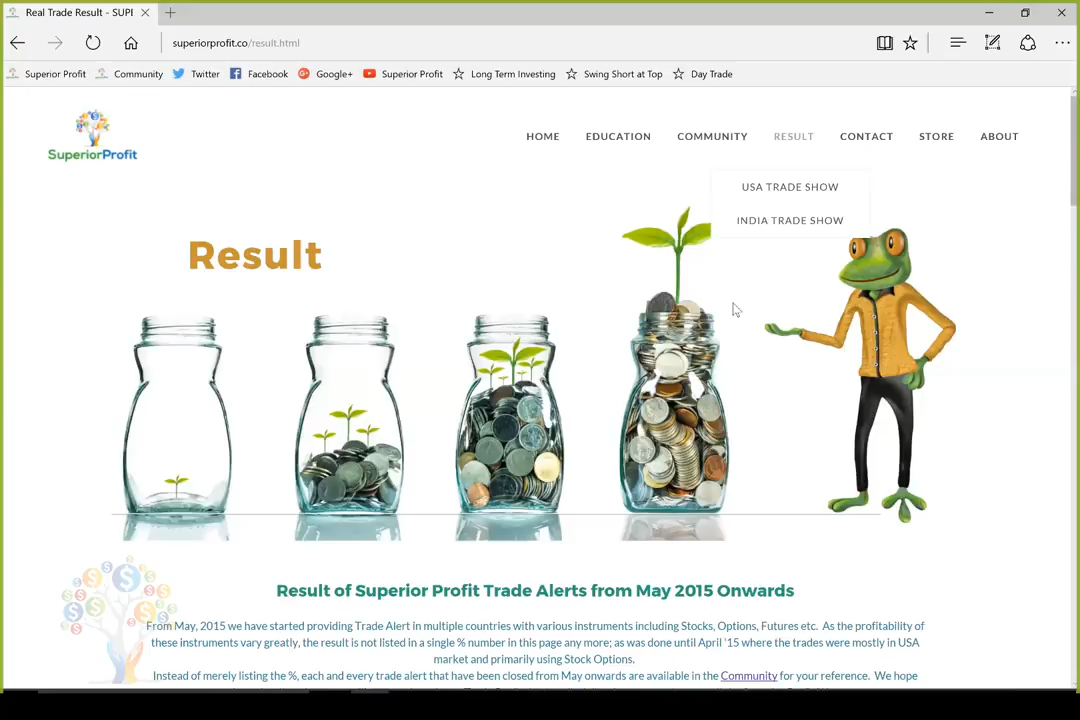 Real Trade Result - SUPE
superiorprofit.co/result.html
Superior Profit Community Twitter Facebook Google+ Superior Profit Long Term Investing Swing Short at Top Day Trade
SuperiorProfit
HOME EDUCATION COMMUNITY RESULT CONTACT STORE ABOUT
USA TRADE SHOW
INDIA TRADE SHOW
Result
Result of Superior Profit Trade Alerts from May 2015 Onwards
From May, 2015 we have started providing Trade Alert in multiple countries with various instruments including Stocks, Options, Futures etc. As the profitability of
these instruments vary greatly, the result is not listed in a single % number in this page any more; as was done until April '15 where the trades were mostly in USA
market and primarily using Stock Options.
Instead of merely listing the %, each and every trade alert that have been closed from May onwards are available in the Community for your reference. We hope